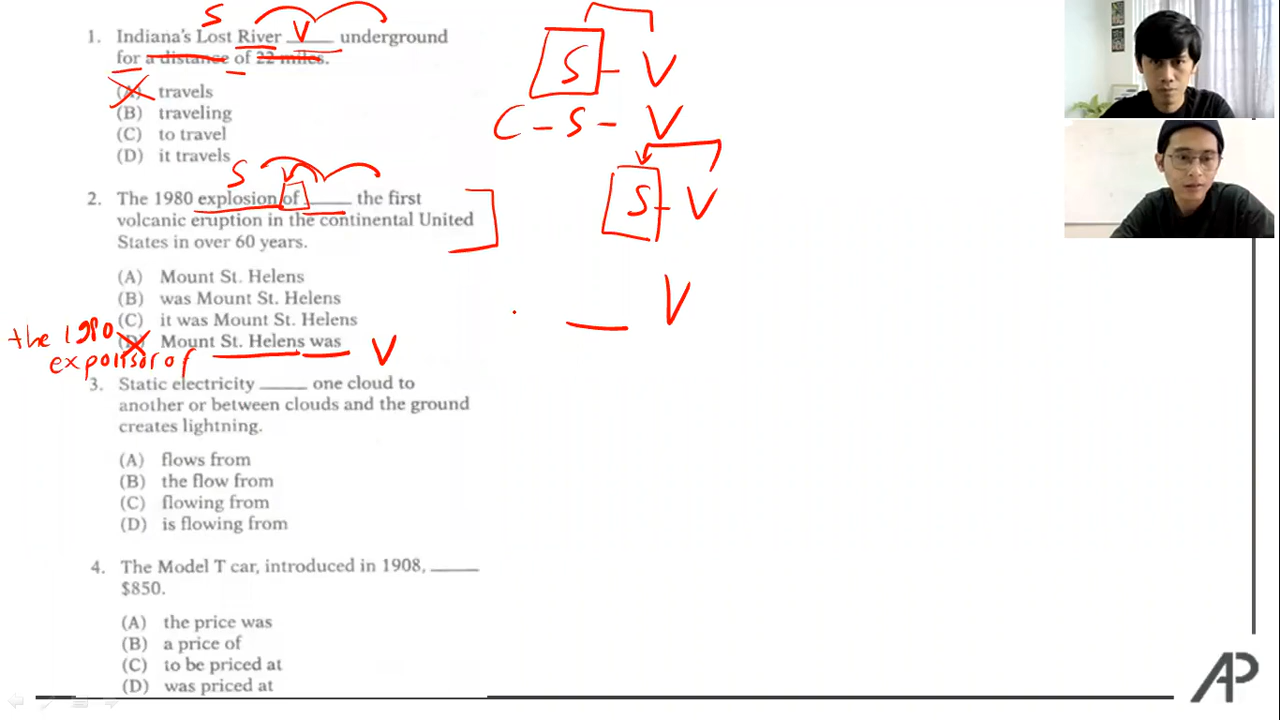 S
1. Indiana's Lost River _____ underground
V
for a distance of 22 miles.
(A) travels
(B) traveling
(C) to travel
(D) it travels
S
2. The 1980 explosion of _____ the first
volcanic eruption in the continental United
States in over 60 years.
(A) Mount St. Helens
(B) was Mount St. Helens
(C) it was Mount St. Helens
the 1980
(D) Mount St. Helens was
V
3. Static electricity _____ one cloud to
another or between clouds and the ground
creates lightning.
(A) flows from
(B) the flow from
(C) flowing from
(D) is flowing from
4. The Model T car, introduced in 1908, _____
$850.
(A) the price was
(B) a price of
(C) to be priced at
(D) was priced at
S - V
C - S - V
S - V
__ V
AP